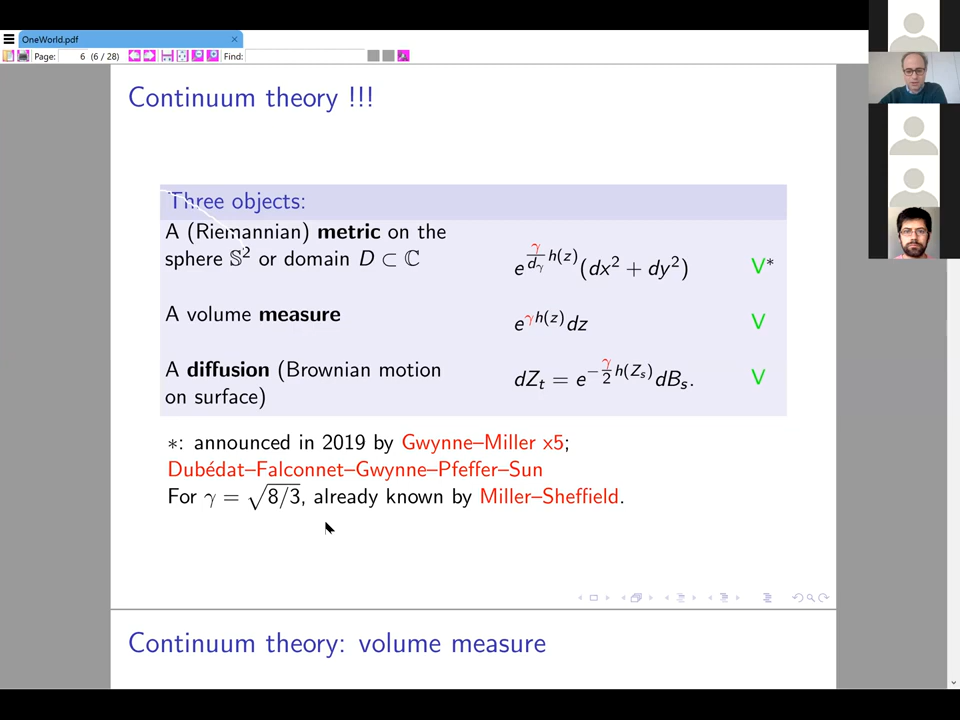 OneWorld.pdf
Page: 6 (6 / 28) Find:
Continuum theory !!!
Three objects:
A (Riemannian) metric on the
sphere 𝕊² or domain D ⊂ ℂ
e^{\frac{γ}{d_γ}h(z)}(dx² + dy²) V*
A volume measure e^{γh(z)}dz V
A diffusion (Brownian motion
on surface)
dZ_t = e^{-\frac{γ}{2}h(Z_s)}dB_s. V
*: announced in 2019 by Gwynne–Miller x5;
Dubédat–Falconnet–Gwynne–Pfeffer–Sun
For γ = √8/3, already known by Miller–Sheffield.
Continuum theory: volume measure